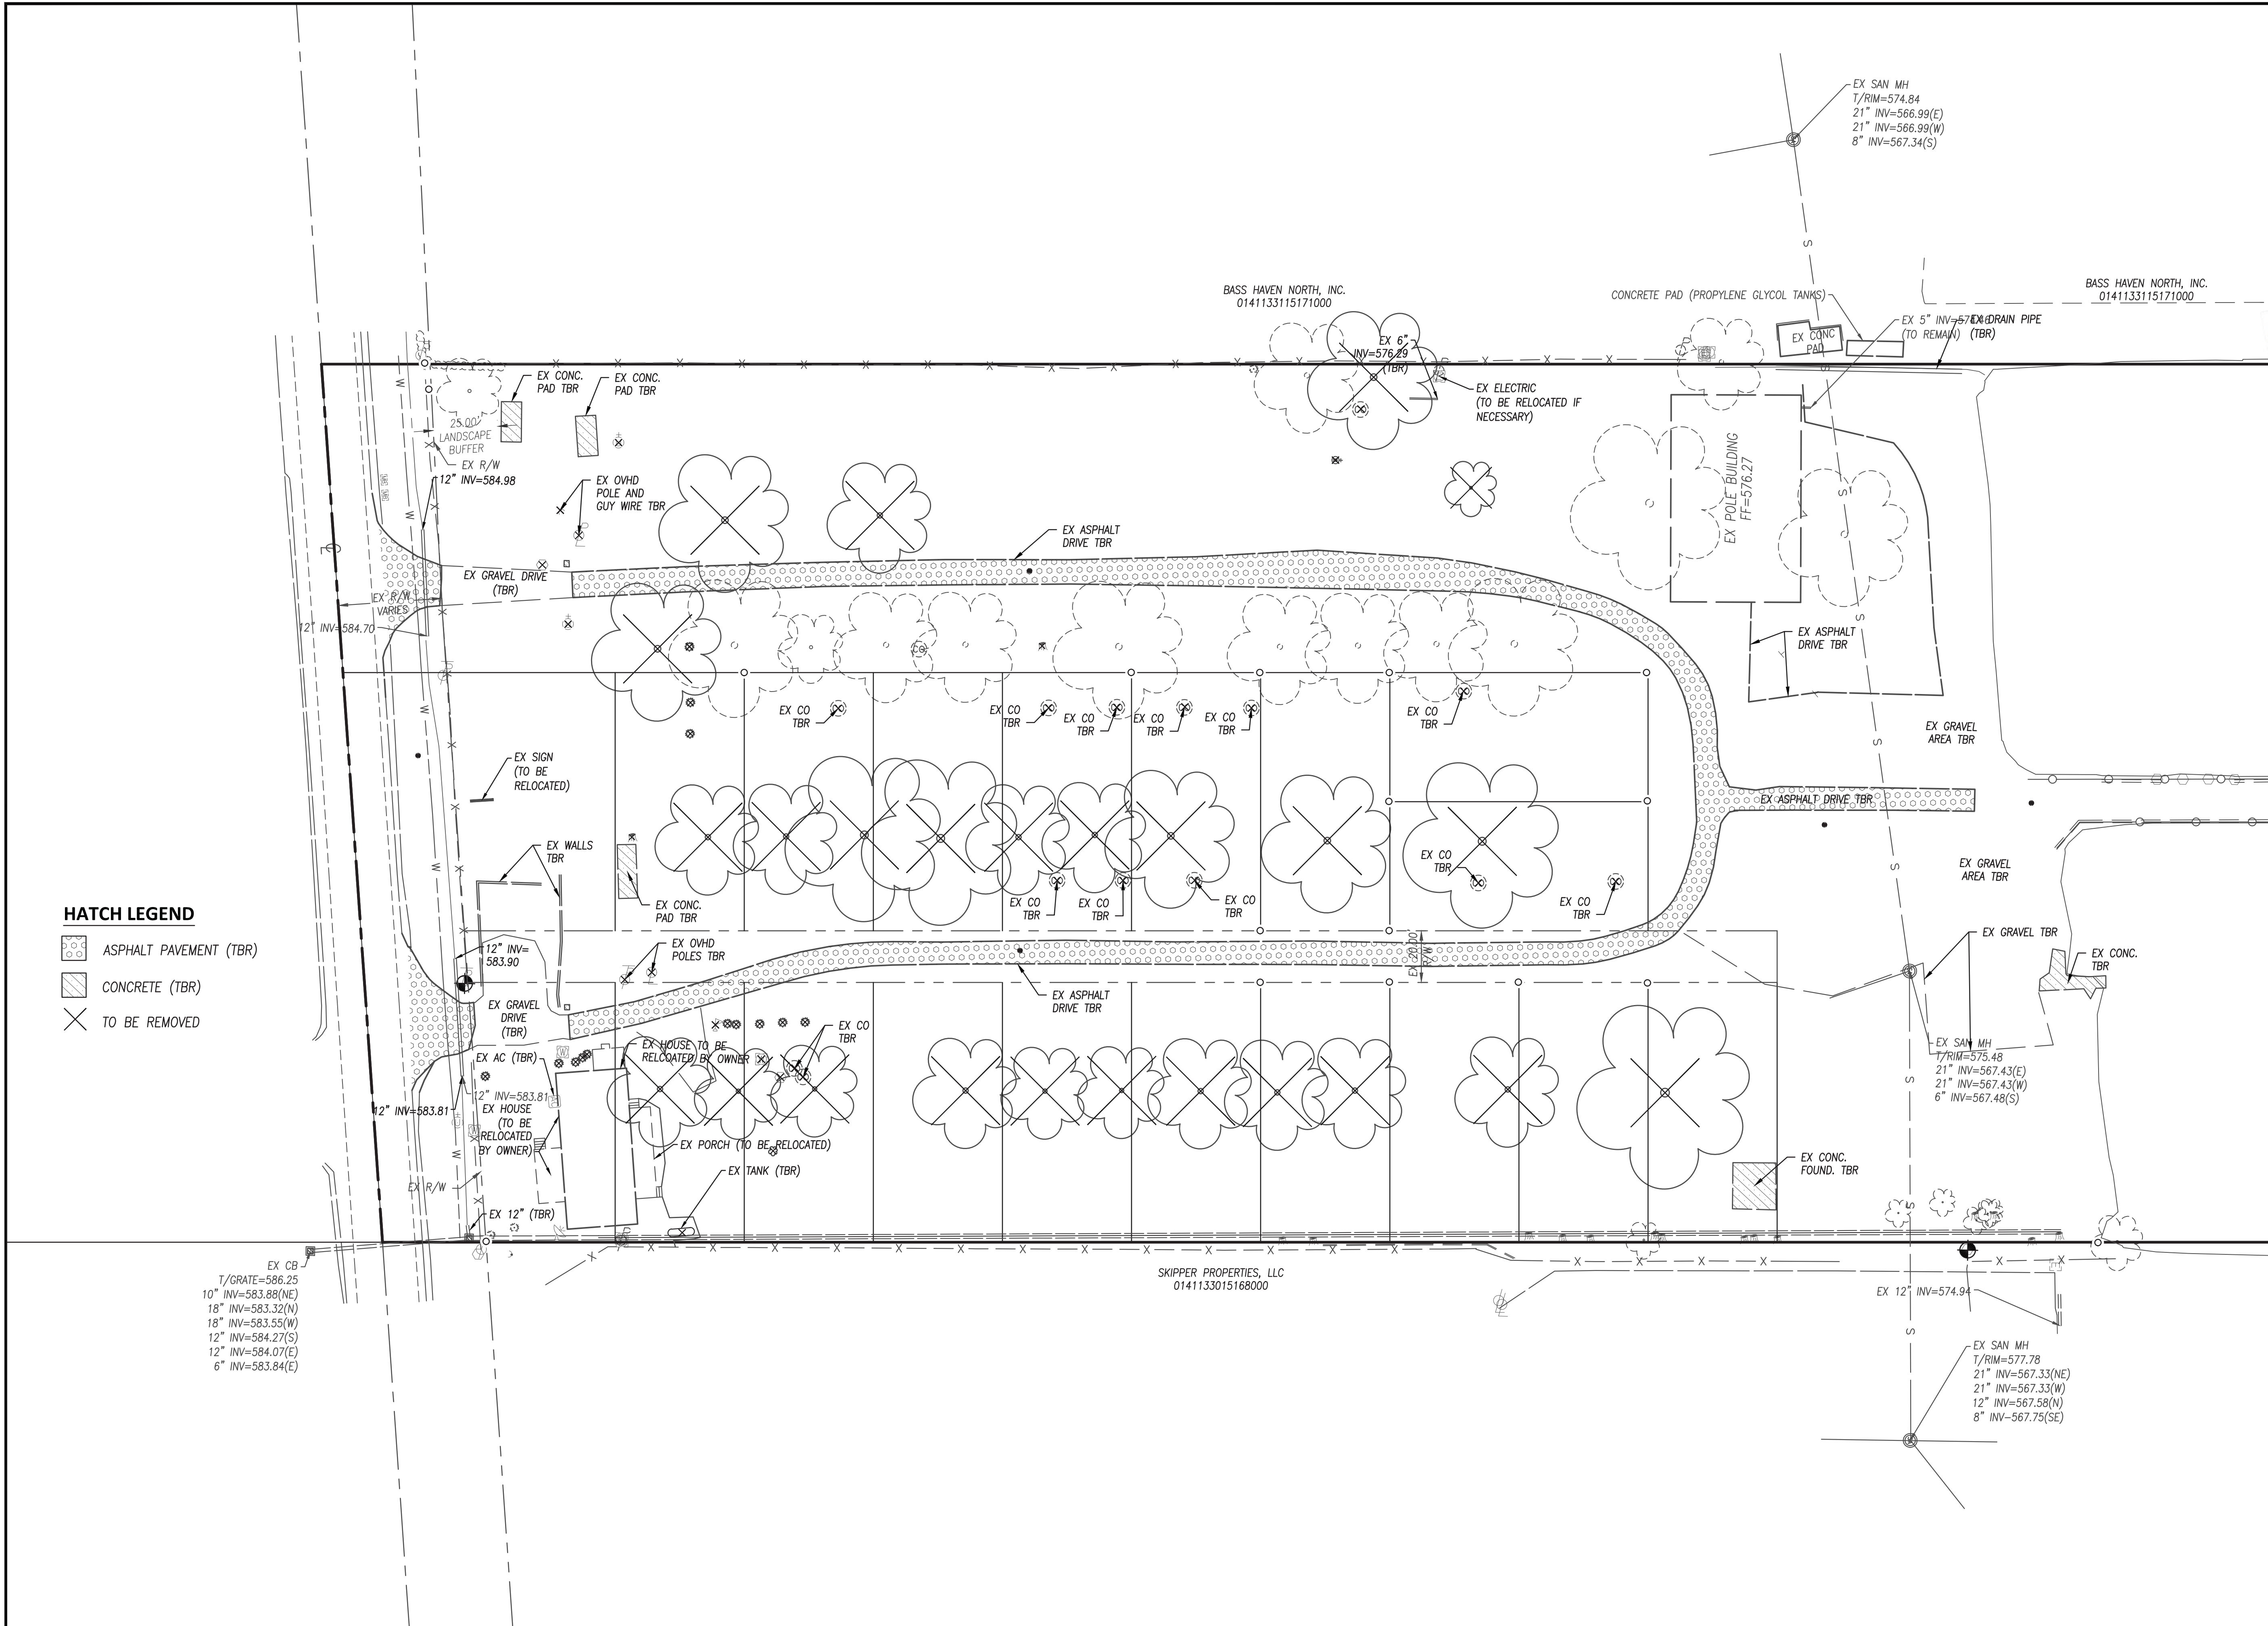 EX SAN MH
T/RIM=574.84
21" INV=566.99(E)
21" INV=566.99(W)
8" INV=567.34(S)
BASS HAVEN NORTH, INC.
0141133115171000
CONCRETE PAD (PROPYLENE GLYCOL TANKS)
BASS HAVEN NORTH, INC.
0141133115171000
EX 5" INV=
(TO REMAIN)
EX DRAIN PIPE
(TBR)
EX CONC
PAD
EX 6"
INV=576.29
(TBR)
EX ELECTRIC
(TO BE RELOCATED IF
NECESSARY)
EX CONC.
PAD TBR
EX CONC.
PAD TBR
25.00'
LANDSCAPE
BUFFER
EX R/W
12" INV=584.98
EX OVHD
POLE AND
GUY WIRE TBR
EX POLE BUILDING
FF=576.27
EX ASPHALT
DRIVE TBR
EX GRAVEL DRIVE
(TBR)
EX R/W
VARIES
12" INV=584.70
EX ASPHALT
DRIVE TBR
CO
EX CO
TBR
EX CO
TBR
EX CO
TBR
EX CO
TBR
EX CO
TBR
EX CO
TBR
EX GRAVEL
AREA TBR
EX SIGN
(TO BE
RELOCATED)
EX ASPHALT DRIVE TBR
EX WALLS
TBR
EX CO
TBR
EX GRAVEL
AREA TBR
EX CONC.
PAD TBR
EX CO
TBR
EX CO
TBR
EX CO
TBR
EX CO
TBR
HATCH LEGEND
ASPHALT PAVEMENT (TBR)
CONCRETE (TBR)
TO BE REMOVED
12" INV=
583.90
EX OVHD
POLES TBR
EX 20.00'
R/W
EX GRAVEL TBR
EX CONC.
TBR
EX GRAVEL
DRIVE
(TBR)
EX ASPHALT
DRIVE TBR
EX CO
TBR
EX HOUSE TO BE
RELCOATED BY OWNER
EX AC (TBR)
EX SAN MH
T/RIM=575.48
21" INV=567.43(E)
21" INV=567.43(W)
6" INV=567.48(S)
12" INV=583.81
12" INV=583.81
EX HOUSE
(TO BE
RELOCATED
BY OWNER)
EX PORCH (TO BE RELOCATED)
EX TANK (TBR)
EX CONC.
FOUND. TBR
EX R/W
EX 12" (TBR)
EX CB
T/GRATE=586.25
10" INV=583.88(NE)
18" INV=583.32(N)
18" INV=583.55(W)
12" INV=584.27(S)
12" INV=584.07(E)
6" INV=583.84(E)
SKIPPER PROPERTIES, LLC
0141133015168000
EX 12" INV=574.94
EX SAN MH
T/RIM=577.78
21" INV=567.33(NE)
21" INV=567.33(W)
12" INV=567.58(N)
8" INV-567.75(SE)